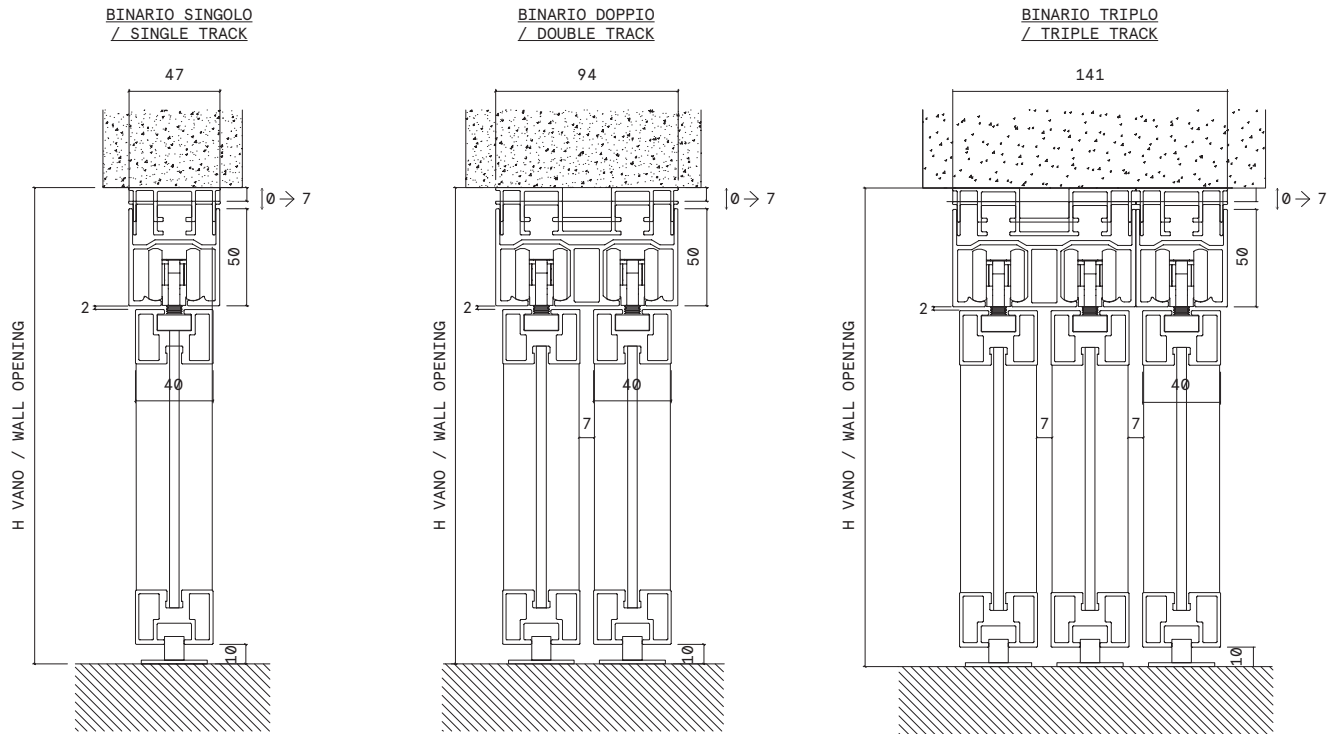 BINARIO SINGOLO
/ SINGLE TRACK
47
0 → 7
50
2
40
H VANO / WALL OPENING
10
BINARIO DOPPIO
/ DOUBLE TRACK
94
0 → 7
50
2
40
7
H VANO / WALL OPENING
10
BINARIO TRIPLO
/ TRIPLE TRACK
141
0 → 7
50
2
40
7
7
H VANO / WALL OPENING
10